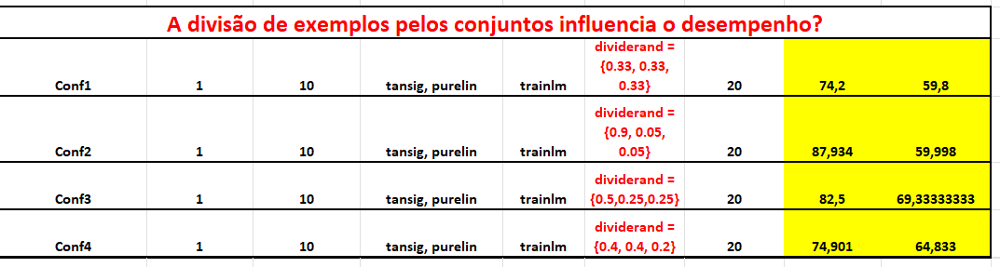 A divisão de exemplos pelos conjuntos influencia o desempenho?
Conf1 1 10 tansig, purelin trainlm dividerand = {0.33, 0.33, 0.33} 20 74,2 59,8
Conf2 1 10 tansig, purelin trainlm dividerand = {0.9, 0.05, 0.05} 20 87,934 59,998
Conf3 1 10 tansig, purelin trainlm dividerand = {0.5,0.25,0.25} 20 82,5 69,33333333
Conf4 1 10 tansig, purelin trainlm dividerand = {0.4, 0.4, 0.2} 20 74,901 64,833